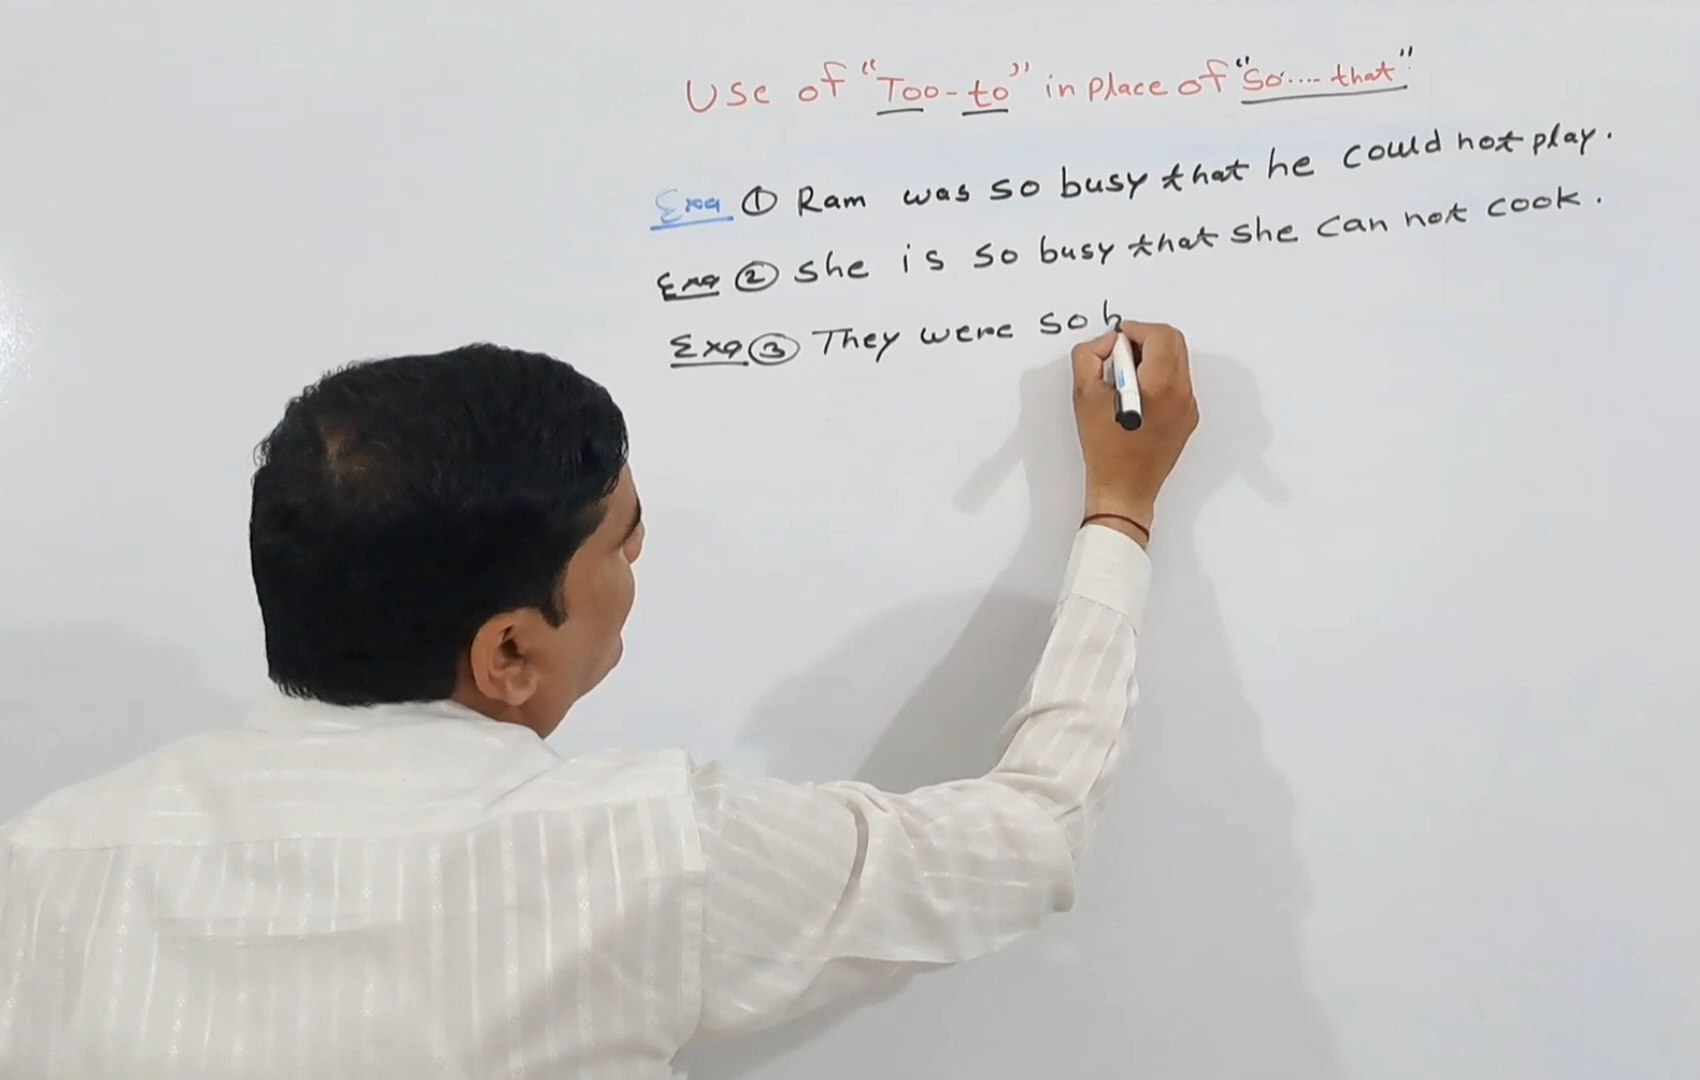 Use of "Too-to" in place of "So.... that"
Exa ① Ram was so busy that he could not play.
Exa ② she is so busy that she can not cook.
Exa ③ They were so b